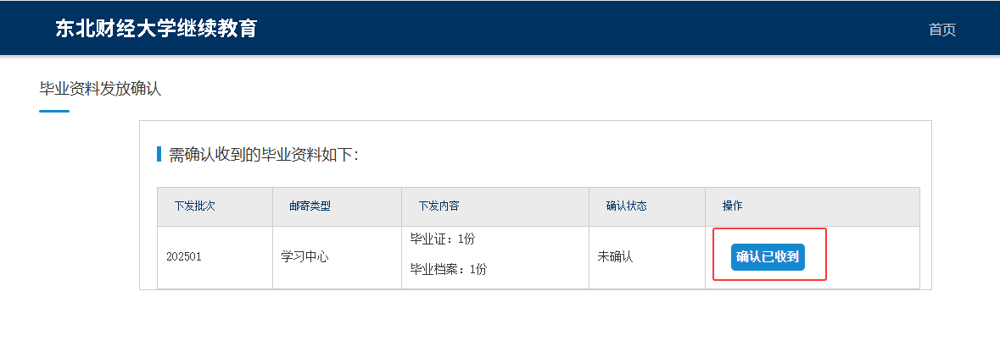 东北财经大学继续教育
首页
毕业资料发放确认
需确认收到的毕业资料如下：
下发批次 邮寄类型 下发内容 确认状态 操作
毕业证：1份
202501 学习中心 未确认 确认已收到
毕业档案：1份